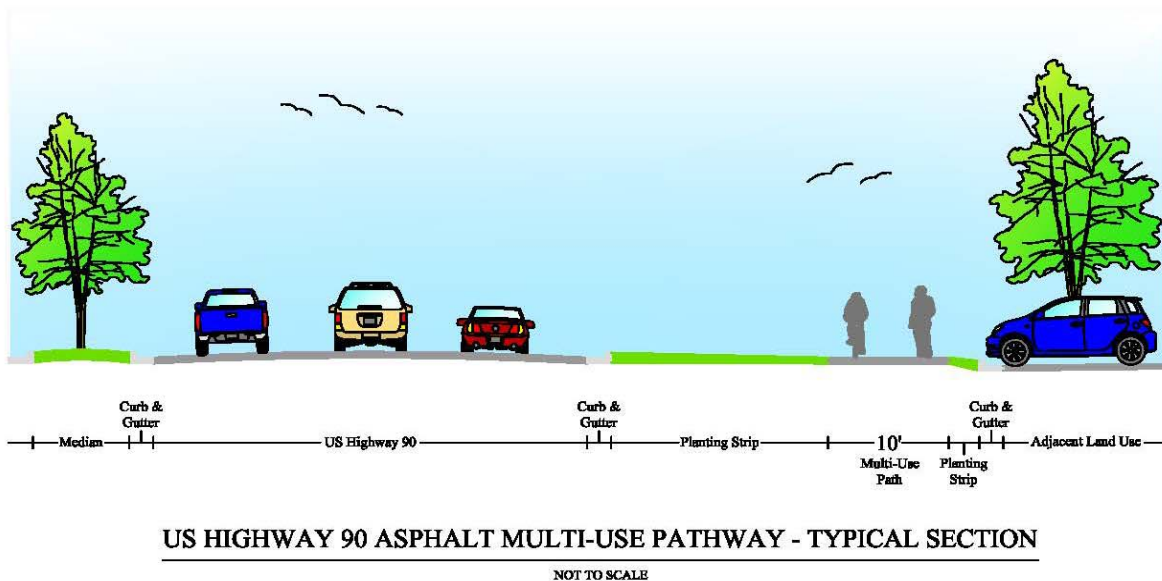 Curb &
Gutter
Curb &
Gutter
Curb &
Gutter
Median
US Highway 90
Planting Strip
10'
Multi-Use
Path
Planting
Strip
Adjacent Land Use
US HIGHWAY 90 ASPHALT MULTI-USE PATHWAY - TYPICAL SECTION
NOT TO SCALE